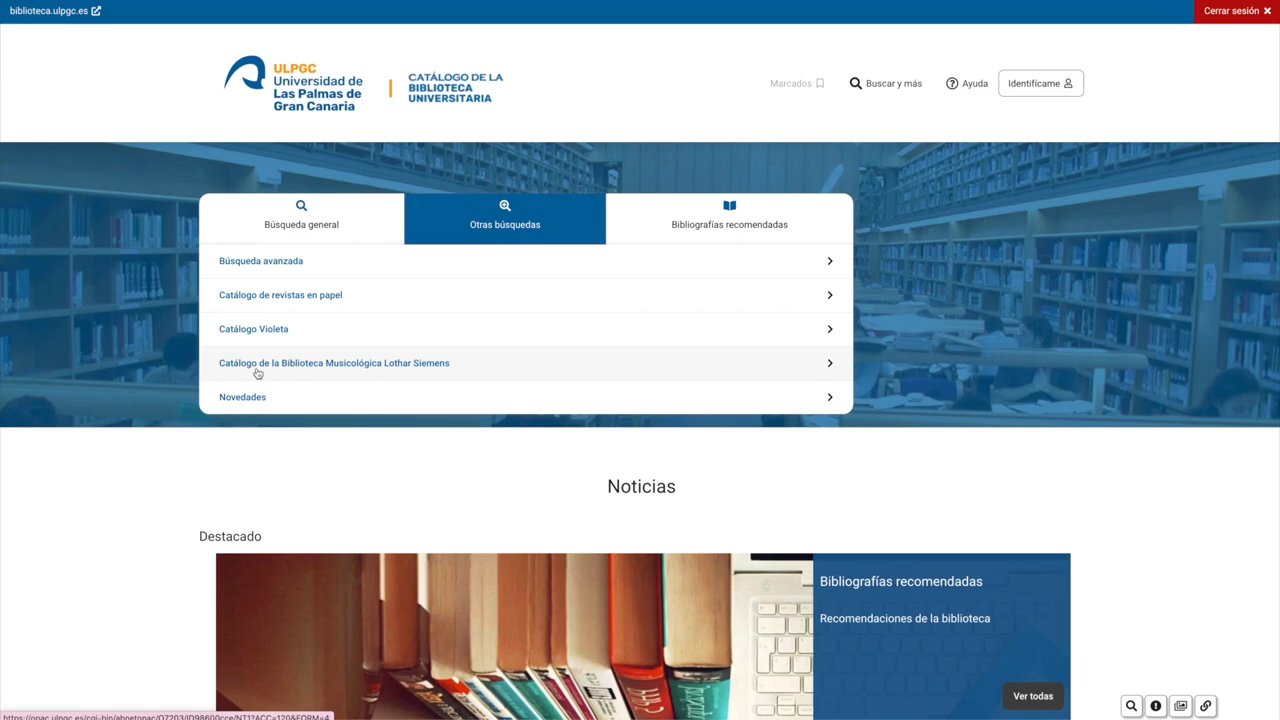 biblioteca.ulpgc.es
Cerrar sesión
ULPGC
Universidad de
Las Palmas de
Gran Canaria
CATÁLOGO DE LA
BIBLIOTECA
UNIVERSITARIA
Marcados
Buscar y más
Ayuda
Identifícame
Búsqueda general
Otras búsquedas
Bibliografías recomendadas
Búsqueda avanzada
Catálogo de revistas en papel
Catálogo Violeta
Catálogo de la Biblioteca Musicológica Lothar Siemens
Novedades
Noticias
Destacado
Bibliografías recomendadas
Recomendaciones de la biblioteca
Ver todas